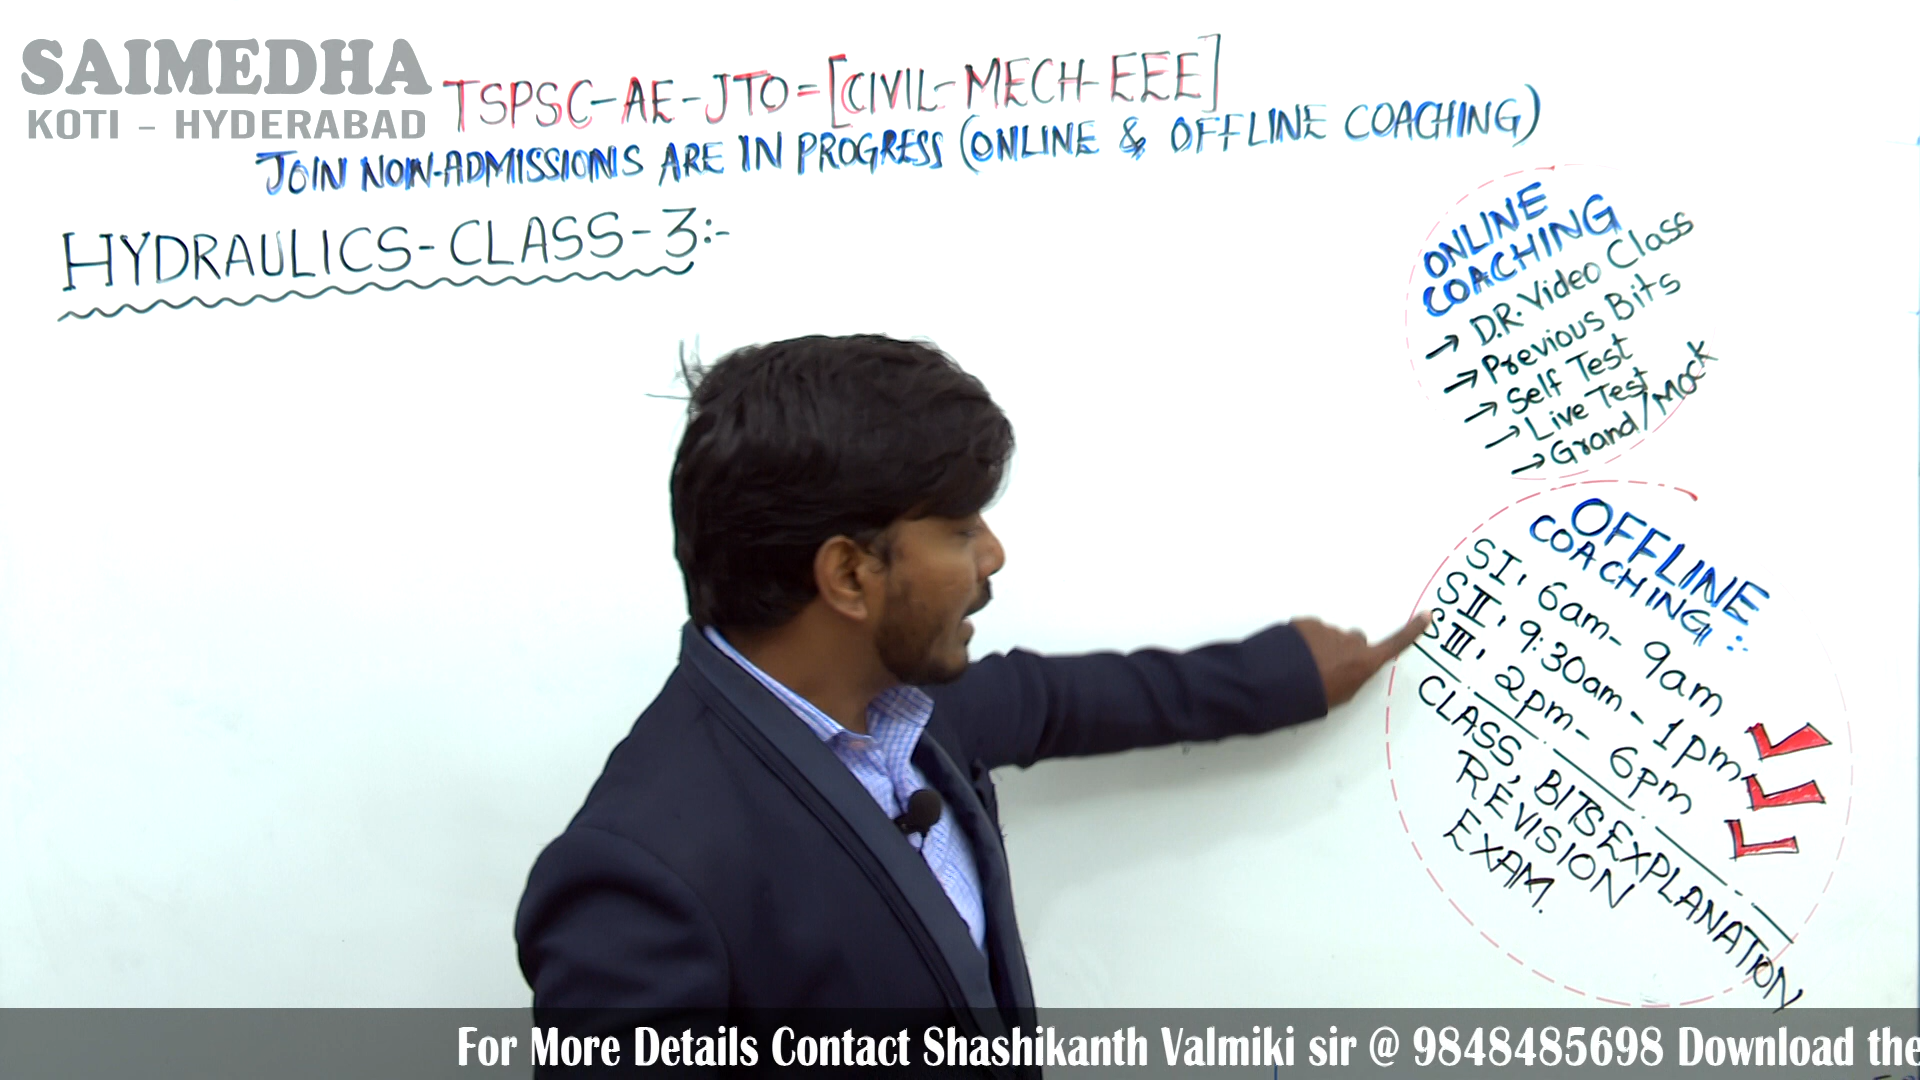 SAIMEDHA
KOTI - HYDERABAD
TSPSC-AE-JTO=[CIVIL-MECH-EEE]
JOIN NOW-ADMISSIONS ARE IN PROGRESS (ONLINE & OFFLINE COACHING)
HYDRAULICS-CLASS-3:-
ONLINE
COACHING
→ D.R. Video Class
→ Previous Bits
→ Self Test
→ Live Test
→ Grand/Mock
OFFLINE
COACHING:
SI, 6am- 9am
SII, 9:30am - 1pm
SIII, 2pm- 6pm
CLASS, BITS EXPLANATION
REVISION
EXAM.
For More Details Contact Shashikanth Valmiki sir @ 9848485698 Download the